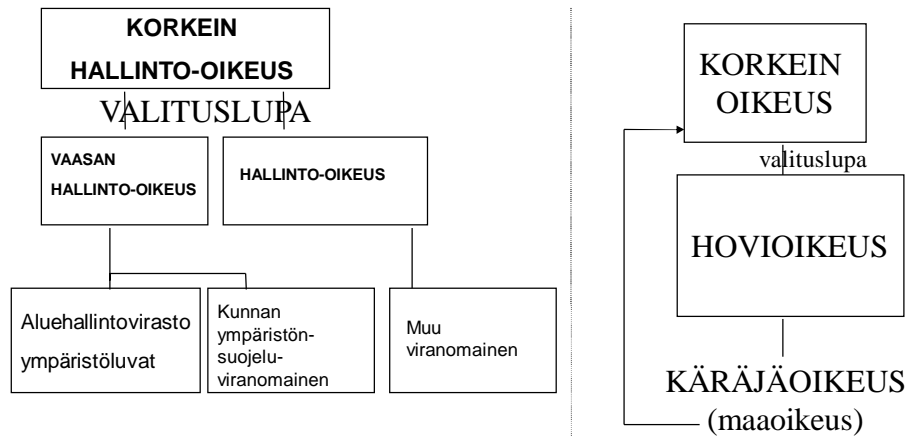 KORKEIN
HALLINTO-OIKEUS
VALITUSLUPA
VAASAN
HALLINTO-OIKEUS
HALLINTO-OIKEUS
Aluehallintovirasto
ympäristöluvat
Kunnan
ympäristön-
suojelu-
viranomainen
Muu
viranomainen
KORKEIN
OIKEUS
valituslupa
HOVIOIKEUS
KÄRÄJÄOIKEUS
(maaoikeus)